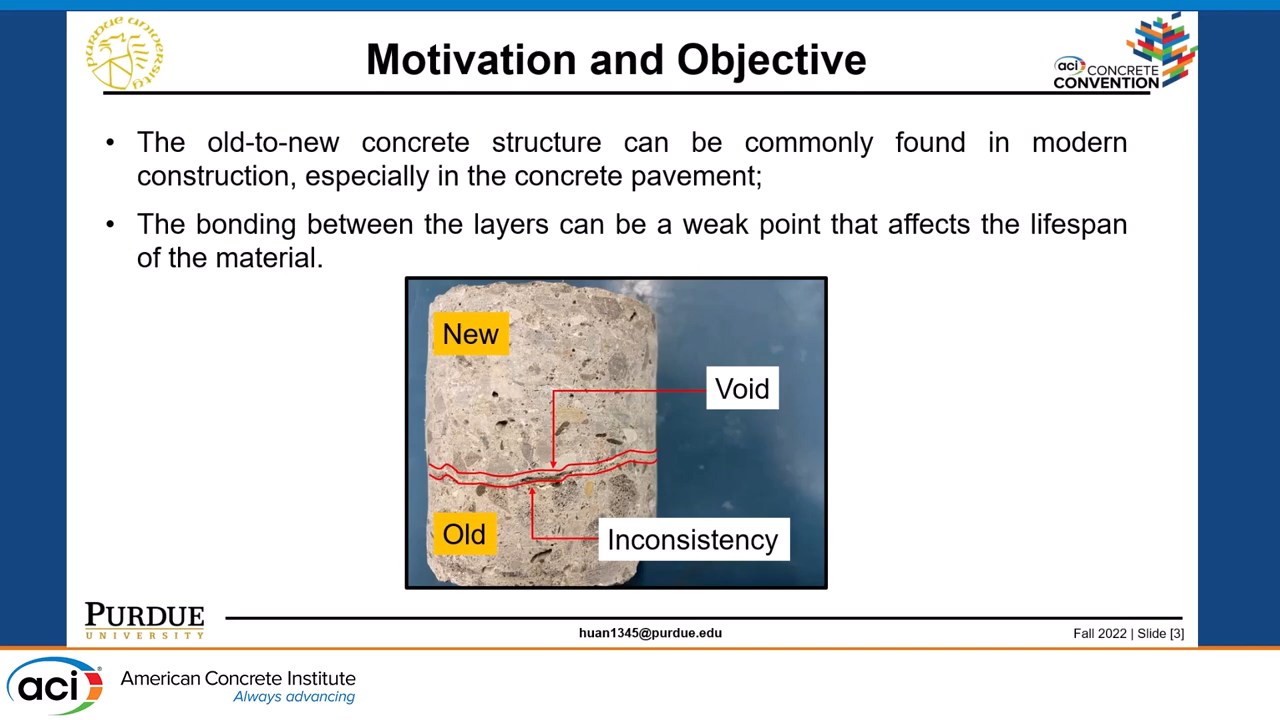 PURDUE UNIVERSITY
Motivation and Objective
aci CONCRETE
CONVENTION
• The old-to-new concrete structure can be commonly found in modern
construction, especially in the concrete pavement;
• The bonding between the layers can be a weak point that affects the lifespan
of the material.
New
Void
Old
Inconsistency
PURDUE
UNIVERSITY
huan1345@purdue.edu
Fall 2022 | Slide [3]
aci®
American Concrete Institute
Always advancing